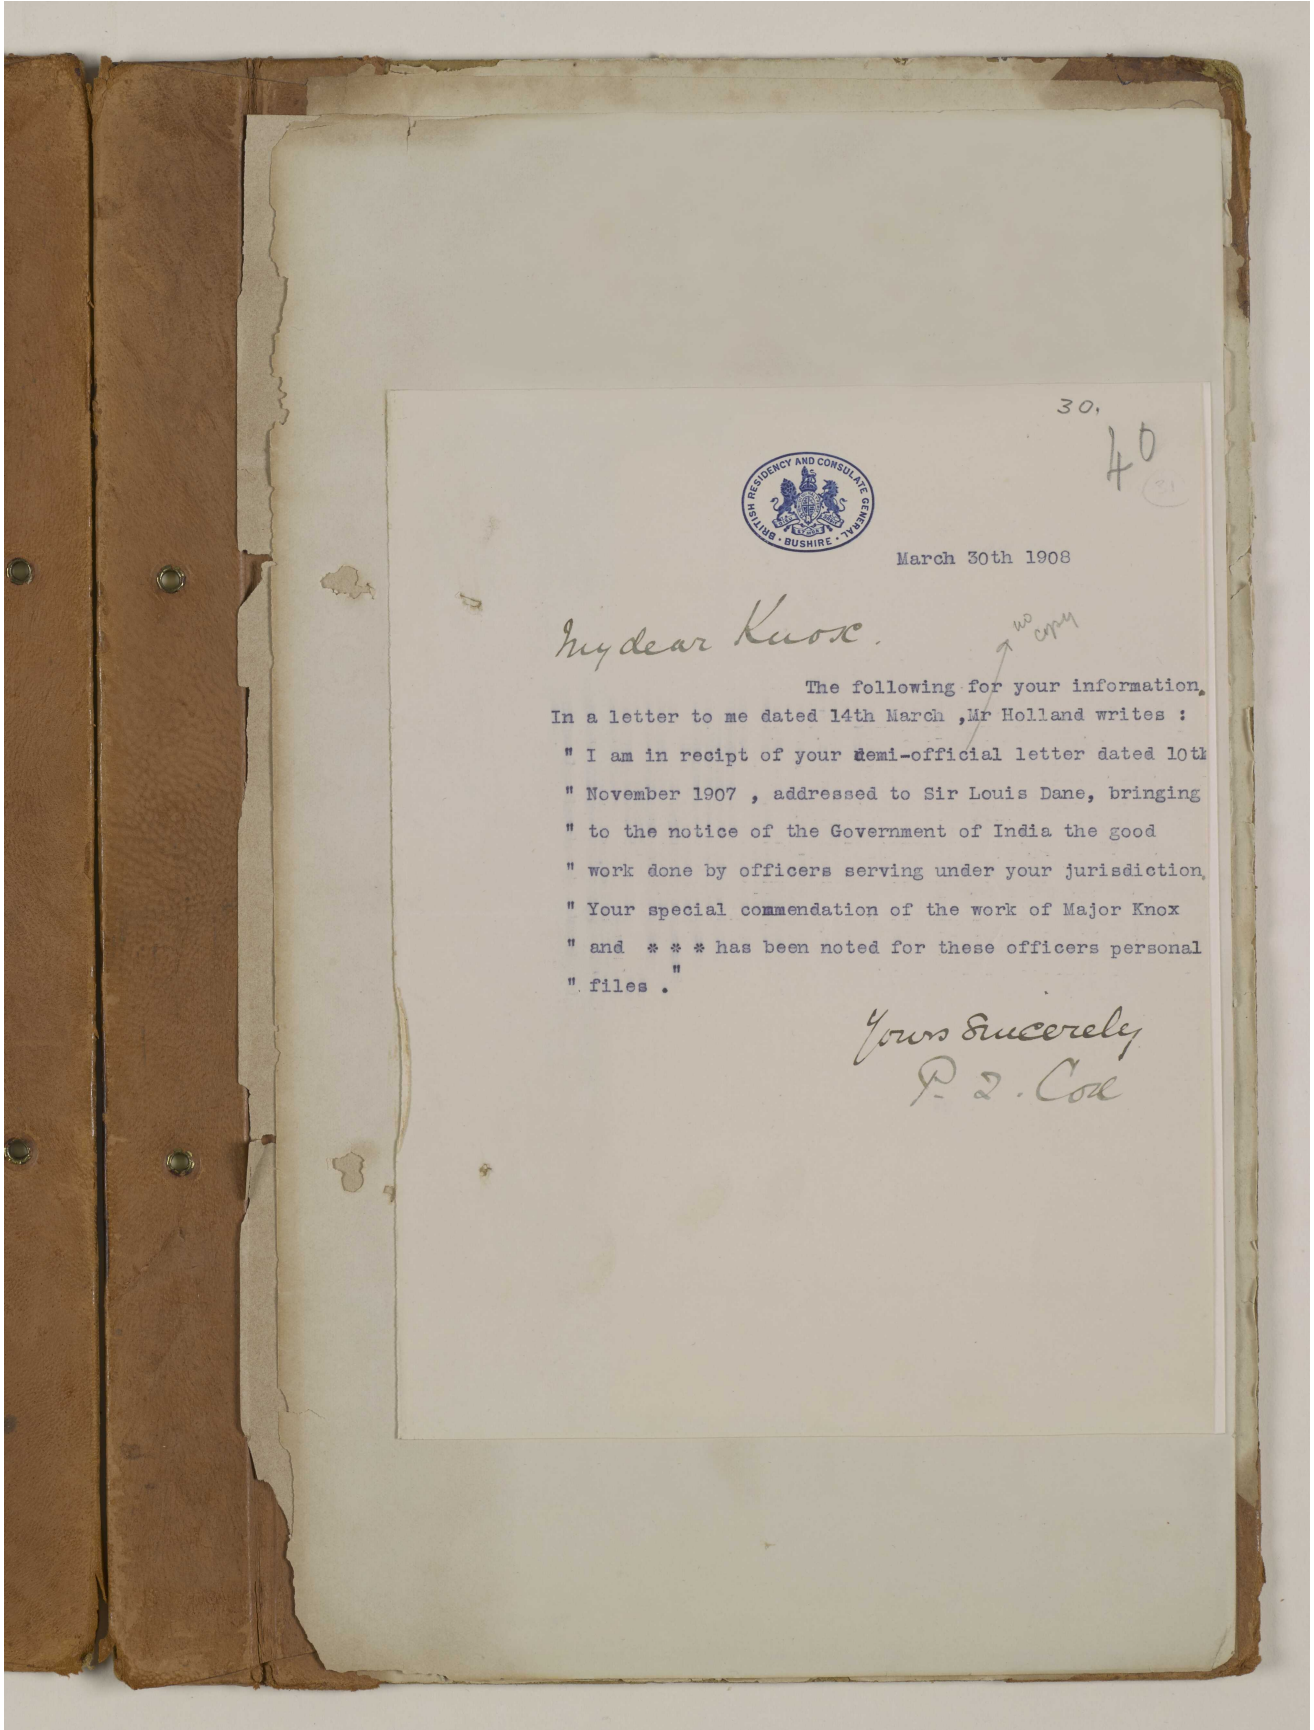 30.
40
BRITISH RESIDENCY AND CONSULATE GENERAL
· BUSHIRE ·
March 30th 1908
no
copy
My dear Knox.
The following for your information.
In a letter to me dated 14th March ,Mr Holland writes :
" I am in recipt of your demi-official letter dated 10th
" November 1907 , addressed to Sir Louis Dane, bringing
" to the notice of the Government of India the good
" work done by officers serving under your jurisdiction.
" Your special commendation of the work of Major Knox
" and * * * has been noted for these officers personal
" files ."
Yours Sincerely
P. Z. Cox